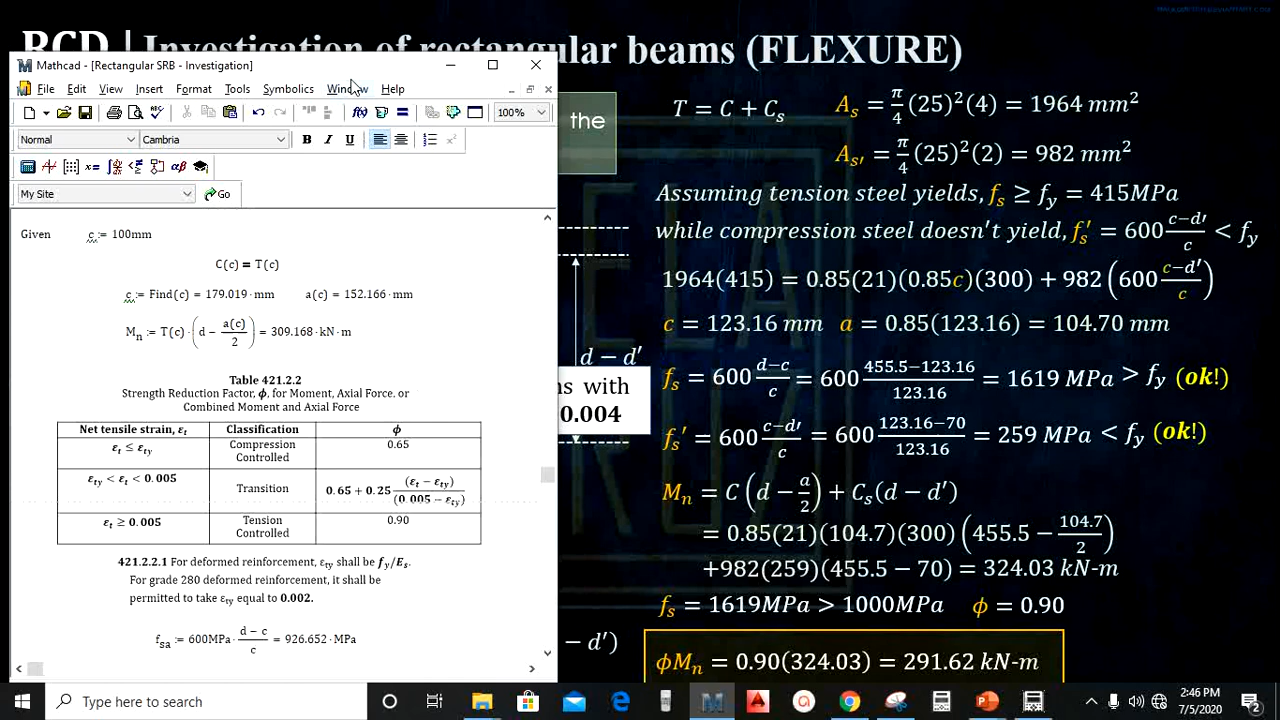 RCD | Investigation of rectangular beams (FLEXURE)
Mathcad - [Rectangular SRB - Investigation]
File Edit View Insert Format Tools Symbolics Window Help
100%
Normal Cambria B I U
My Site Go
Given c := 100mm
C(c) = T(c)
c := Find(c) = 179.019 · mm a(c) = 152.166 · mm
Mn := T(c) · (d − a(c)/2) = 309.168 · kN · m
Table 421.2.2
Strength Reduction Factor, ϕ, for Moment, Axial Force. or
Combined Moment and Axial Force
Net tensile strain, εt Classification ϕ
εt ≤ εty Compression Controlled 0.65
εty < εt < 0.005 Transition 0.65 + 0.25 (εt − εty)/(0.005 − εty)
εt ≥ 0.005 Tension Controlled 0.90
421.2.2.1 For deformed reinforcement, εty shall be fy/Es.
For grade 280 deformed reinforcement, it shall be
permitted to take εty equal to 0.002.
fsa := 600MPa · (d − c)/c = 926.652 · MPa
the
d − d′
ns with
0.004
− d′)
T = C + Cs As = π/4 (25)²(4) = 1964 mm²
As′ = π/4 (25)²(2) = 982 mm²
Assuming tension steel yields, fs ≥ fy = 415MPa
while compression steel doesn't yield, fs′ = 600 (c−d′)/c < fy
1964(415) = 0.85(21)(0.85c)(300) + 982 (600 (c−d′)/c)
c = 123.16 mm a = 0.85(123.16) = 104.70 mm
fs = 600 (d−c)/c = 600 (455.5−123.16)/123.16 = 1619 MPa > fy (ok!)
fs′ = 600 (c−d′)/c = 600 (123.16−70)/123.16 = 259 MPa < fy (ok!)
Mn = C (d − a/2) + Cs(d − d′)
= 0.85(21)(104.7)(300) (455.5 − 104.7/2)
+982(259)(455.5 − 70) = 324.03 kN-m
fs = 1619MPa > 1000MPa ϕ = 0.90
ϕMn = 0.90(324.03) = 291.62 kN-m
Type here to search
2:46 PM
7/5/2020
2